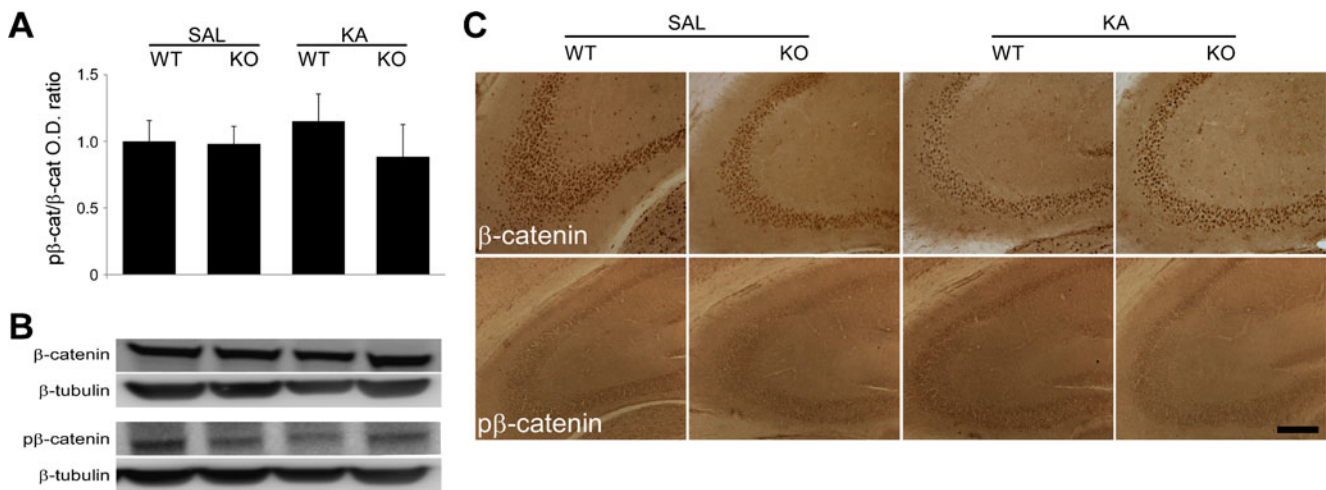 A
SAL KA
WT KO WT KO
pβ-cat/β-cat O.D. ratio
1.5
1.0
0.5
0
B
β-catenin
β-tubulin
pβ-catenin
β-tubulin
C
SAL KA
WT KO WT KO
β-catenin
pβ-catenin